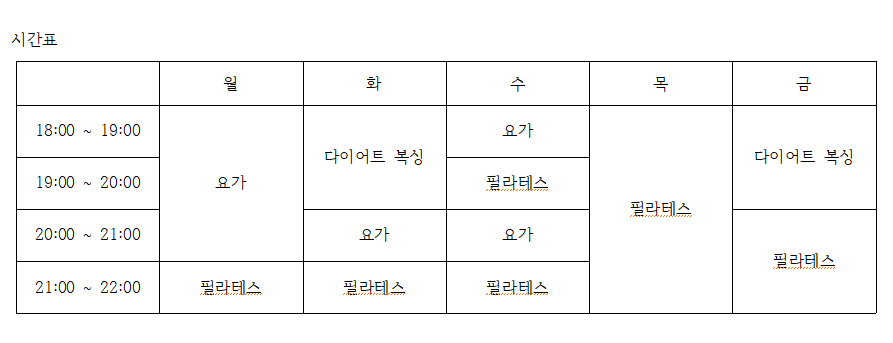 시간표
월 화 수 목 금
18:00 ~ 19:00 요가 다이어트 복싱 요가 필라테스 다이어트 복싱
19:00 ~ 20:00 필라테스
20:00 ~ 21:00 요가 요가 필라테스
21:00 ~ 22:00 필라테스 필라테스 필라테스